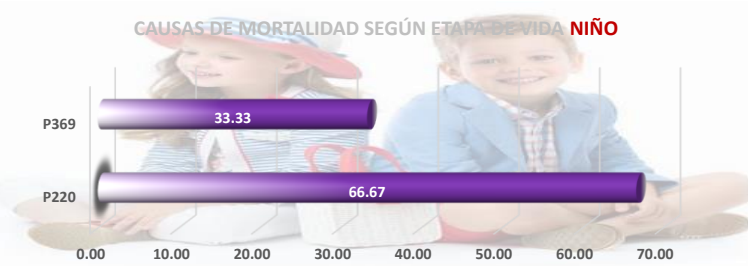 CAUSAS DE MORTALIDAD SEGÚN ETAPA DE VIDA NIÑO
P369
33.33
P220
66.67
0.00 10.00 20.00 30.00 40.00 50.00 60.00 70.00